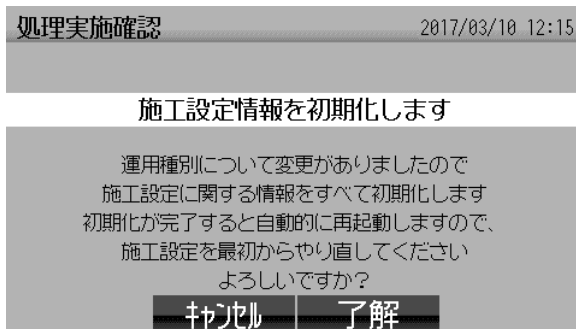 処理実施確認 2017/03/10 12:15
施工設定情報を初期化します
運用種別について変更がありましたので
施工設定に関する情報をすべて初期化します
初期化が完了すると自動的に再起動しますので、
施工設定を最初からやり直してください
よろしいですか？
ｷｬﾝｾﾙ 了解